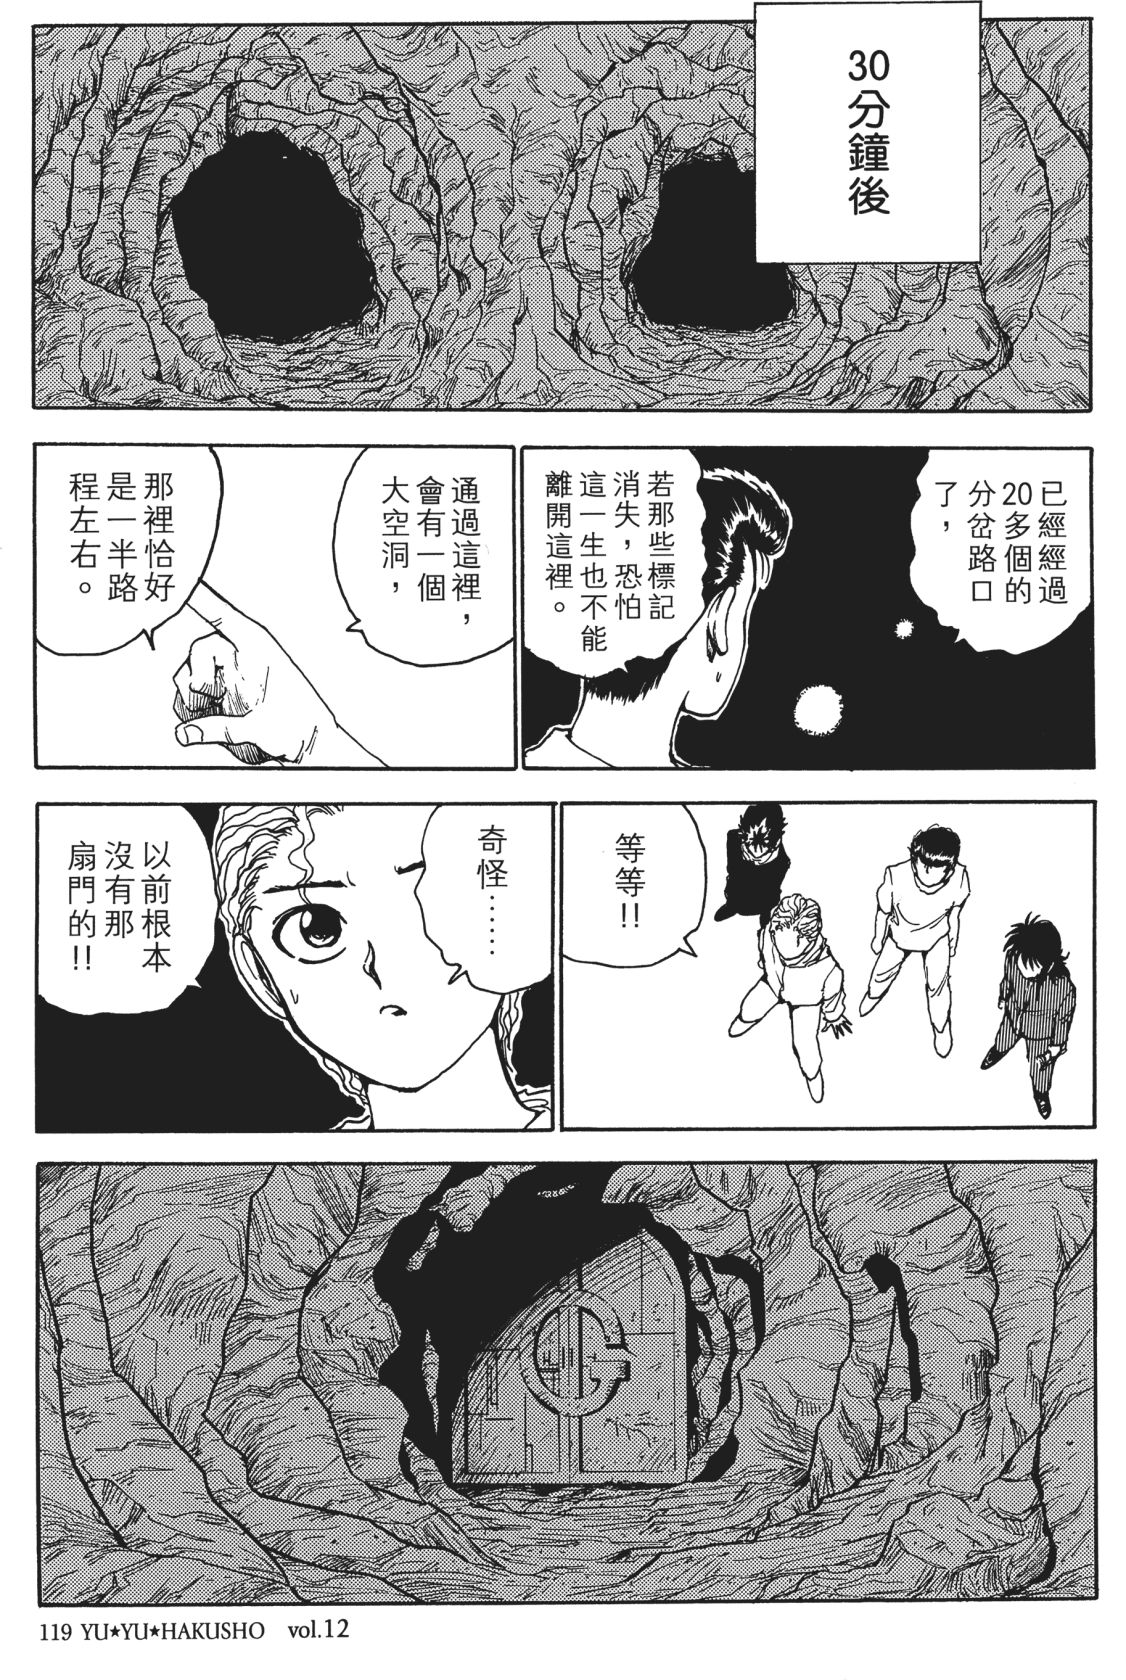 30分鐘後
已經經過
20多個的
分岔路口
了，
若那些標記
消失，恐怕
這一生也不能
離開這裡。
通過這裡，
會有一個
大空洞，
那裡恰好
是一半路
程左右。
等等!!
奇怪……
以前根本
沒有那
扇門的!!
G
119 YU★YU★HAKUSHO vol.12